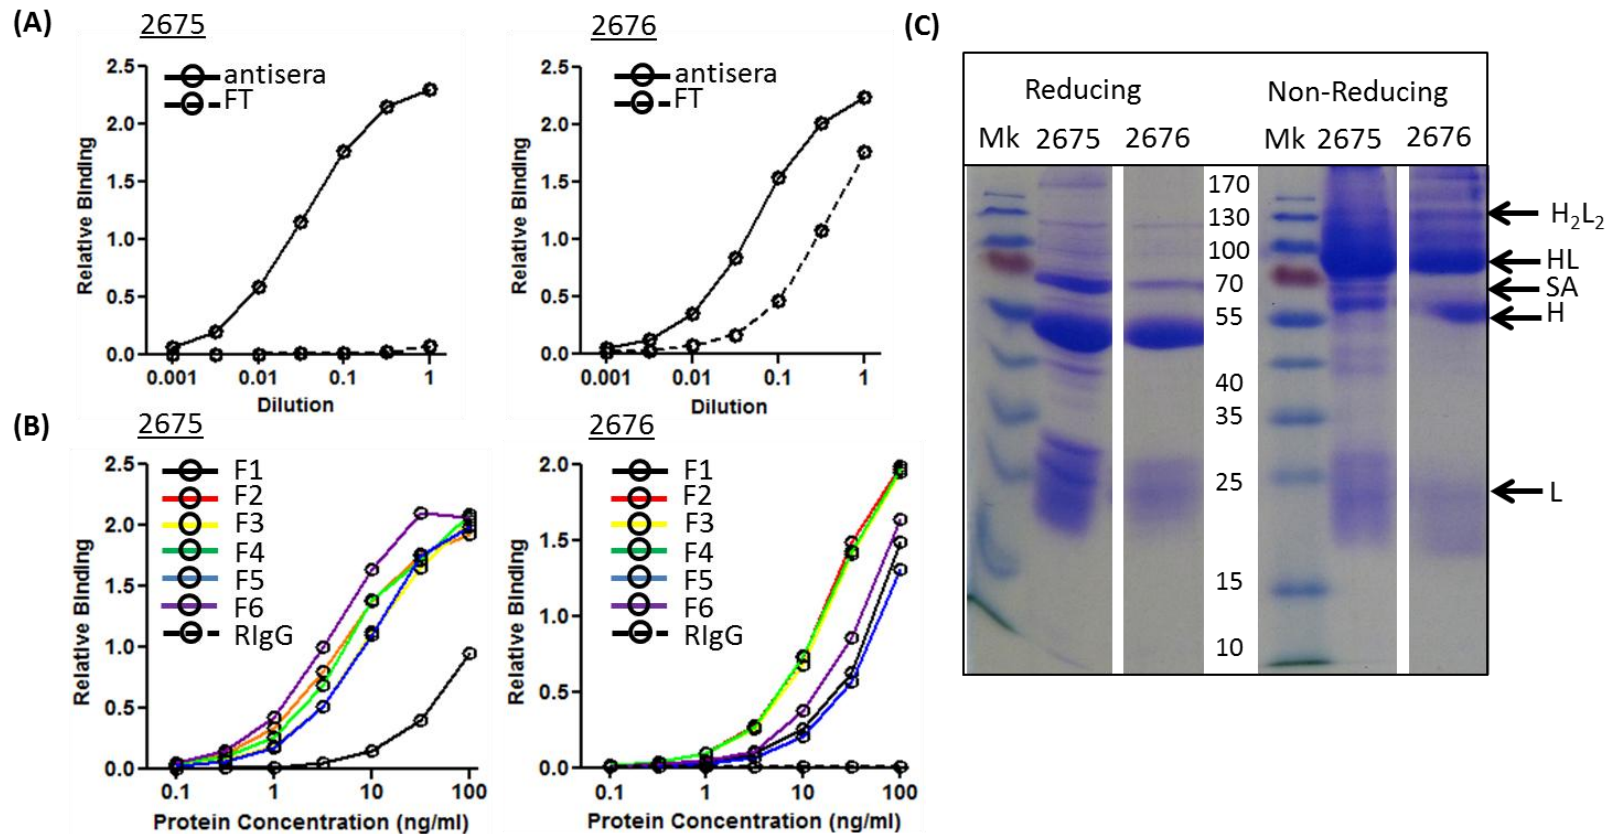 (A)
2675
2.5
2.0
1.5
1.0
0.5
0.0
Relative Binding
antisera
FT
0.001 0.01 0.1 1
Dilution
2676
2.5
2.0
1.5
1.0
0.5
0.0
Relative Binding
antisera
FT
0.001 0.01 0.1 1
Dilution
(B)
2675
2.5
2.0
1.5
1.0
0.5
0.0
Relative Binding
F1
F2
F3
F4
F5
F6
RIgG
0.1 1 10 100
Protein Concentration (ng/ml)
2676
2.0
1.5
1.0
0.5
0.0
Relative Binding
F1
F2
F3
F4
F5
F6
RIgG
0.1 1 10 100
Protein Concentration (ng/ml)
(C)
Reducing Non-Reducing
Mk 2675 2676 Mk 2675 2676
170
130
100
70
55
40
35
25
15
10
H₂L₂
HL
SA
H
L